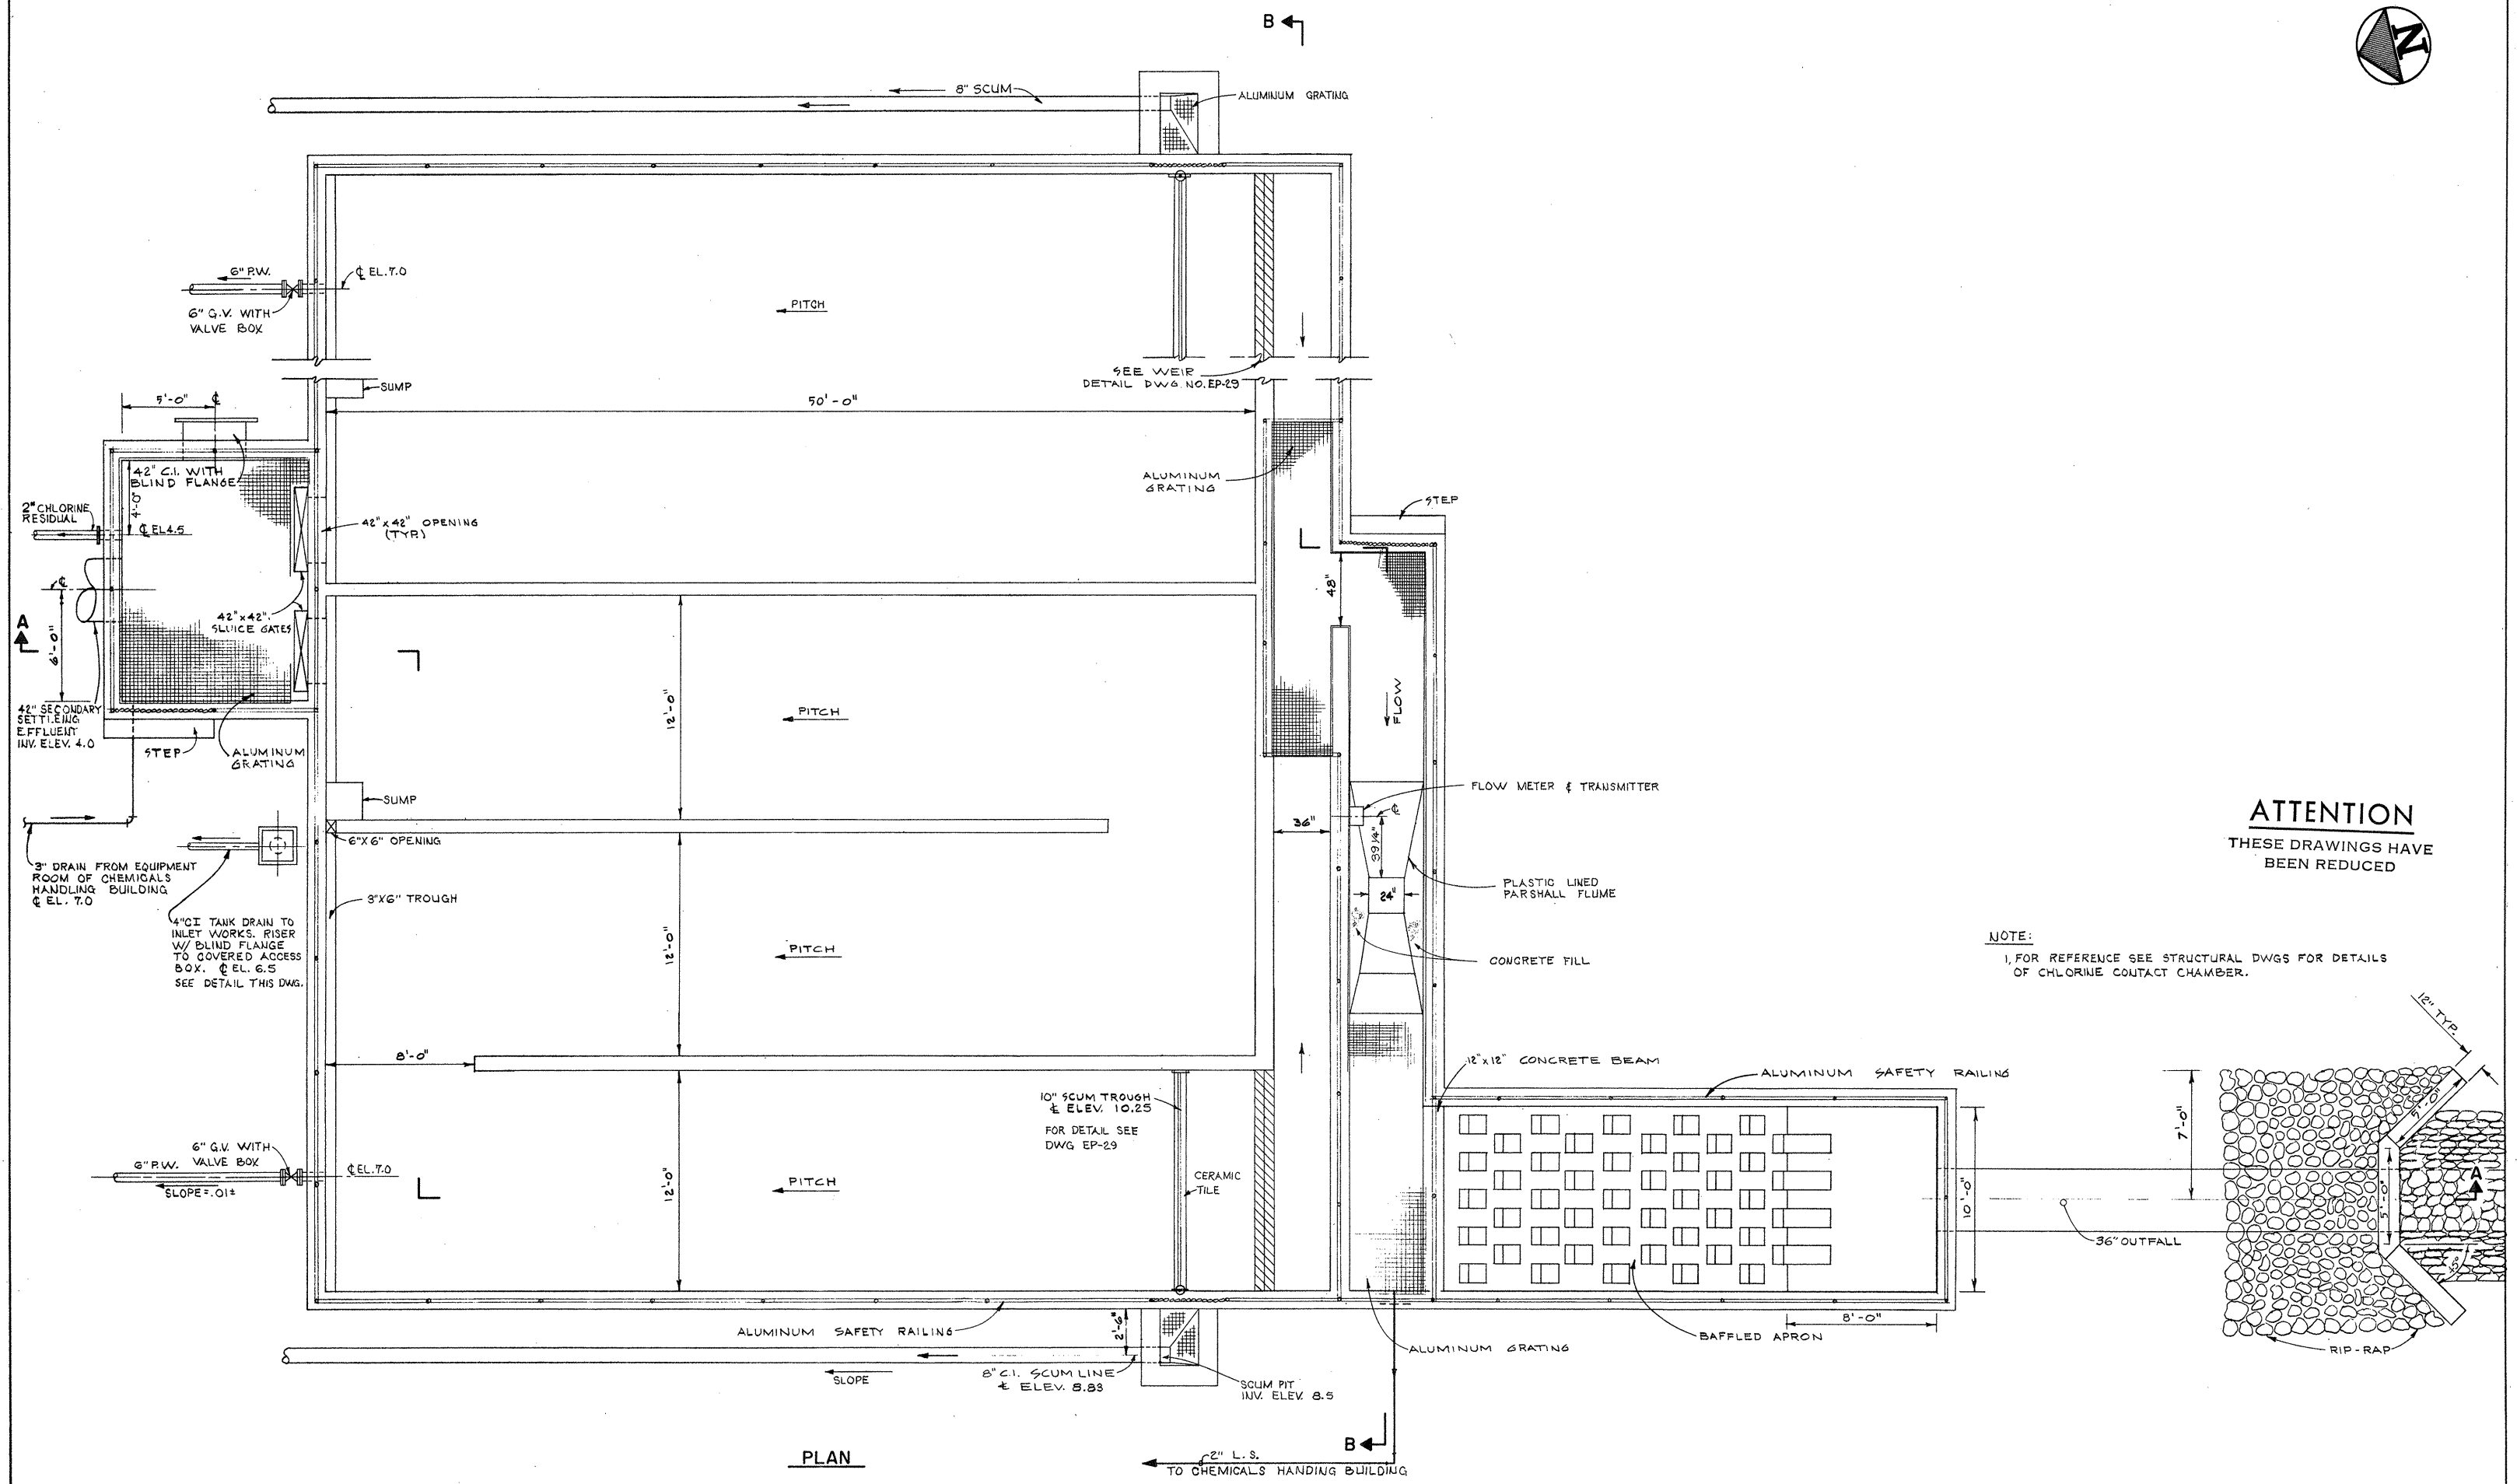 B
N
8" SCUM
ALUMINUM GRATING
6" P.W.
℄ EL. 7.0
6" G.V. WITH
VALVE BOX
PITCH
SEE WEIR
DETAIL DWG. NO. EP-29
SUMP
5'-0"
℄
50'-0"
42" C.I. WITH
BLIND FLANGE
4'-0"
ALUMINUM
GRATING
2" CHLORINE
RESIDUAL
℄ EL 4.5
42" x 42" OPENING
(TYP.)
STEP
48"
℄
A
6'-0"
42" x 42"
SLUICE GATES
42" SECONDARY
SETTLEING
EFFLUENT
INV. ELEV. 4.0
STEP
ALUMINUM
GRATING
12'-0"
PITCH
FLOW
SUMP
6" X 6" OPENING
FLOW METER & TRANSMITTER
℄
36"
39 1/4"
24"
PLASTIC LINED
PARSHALL FLUME
CONCRETE FILL
ATTENTION
THESE DRAWINGS HAVE
BEEN REDUCED
3" DRAIN FROM EQUIPMENT
ROOM OF CHEMICALS
HANDLING BUILDING
℄ EL. 7.0
4" CI TANK DRAIN TO
INLET WORKS. RISER
W/ BLIND FLANGE
TO COVERED ACCESS
BOX. ℄ EL. 6.5
SEE DETAIL THIS DWG.
3" X 6" TROUGH
12'-0"
PITCH
NOTE:
1, FOR REFERENCE SEE STRUCTURAL DWGS FOR DETAILS
OF CHLORINE CONTACT CHAMBER.
8'-0"
12" x 12" CONCRETE BEAM
ALUMINUM SAFETY RAILING
12" TYP.
5'-0"
7'-0"
10" SCUM TROUGH
℄ ELEV. 10.25
FOR DETAIL SEE
DWG EP-29
6" G.V. WITH
VALVE BOX
6" P.W.
SLOPE = .01 ±
℄ EL. 7.0
12'-0"
PITCH
CERAMIC
TILE
10'-0"
5'-0"
A
36" OUTFALL
45°
8'-0"
RIP-RAP
ALUMINUM SAFETY RAILING
2'-6"
BAFFLED APRON
ALUMINUM GRATING
SLOPE
8" C.I. SCUM LINE
℄ ELEV. 8.83
SCUM PIT
INV. ELEV. 8.5
B
PLAN
2" L.S.
TO CHEMICALS HANDING BUILDING